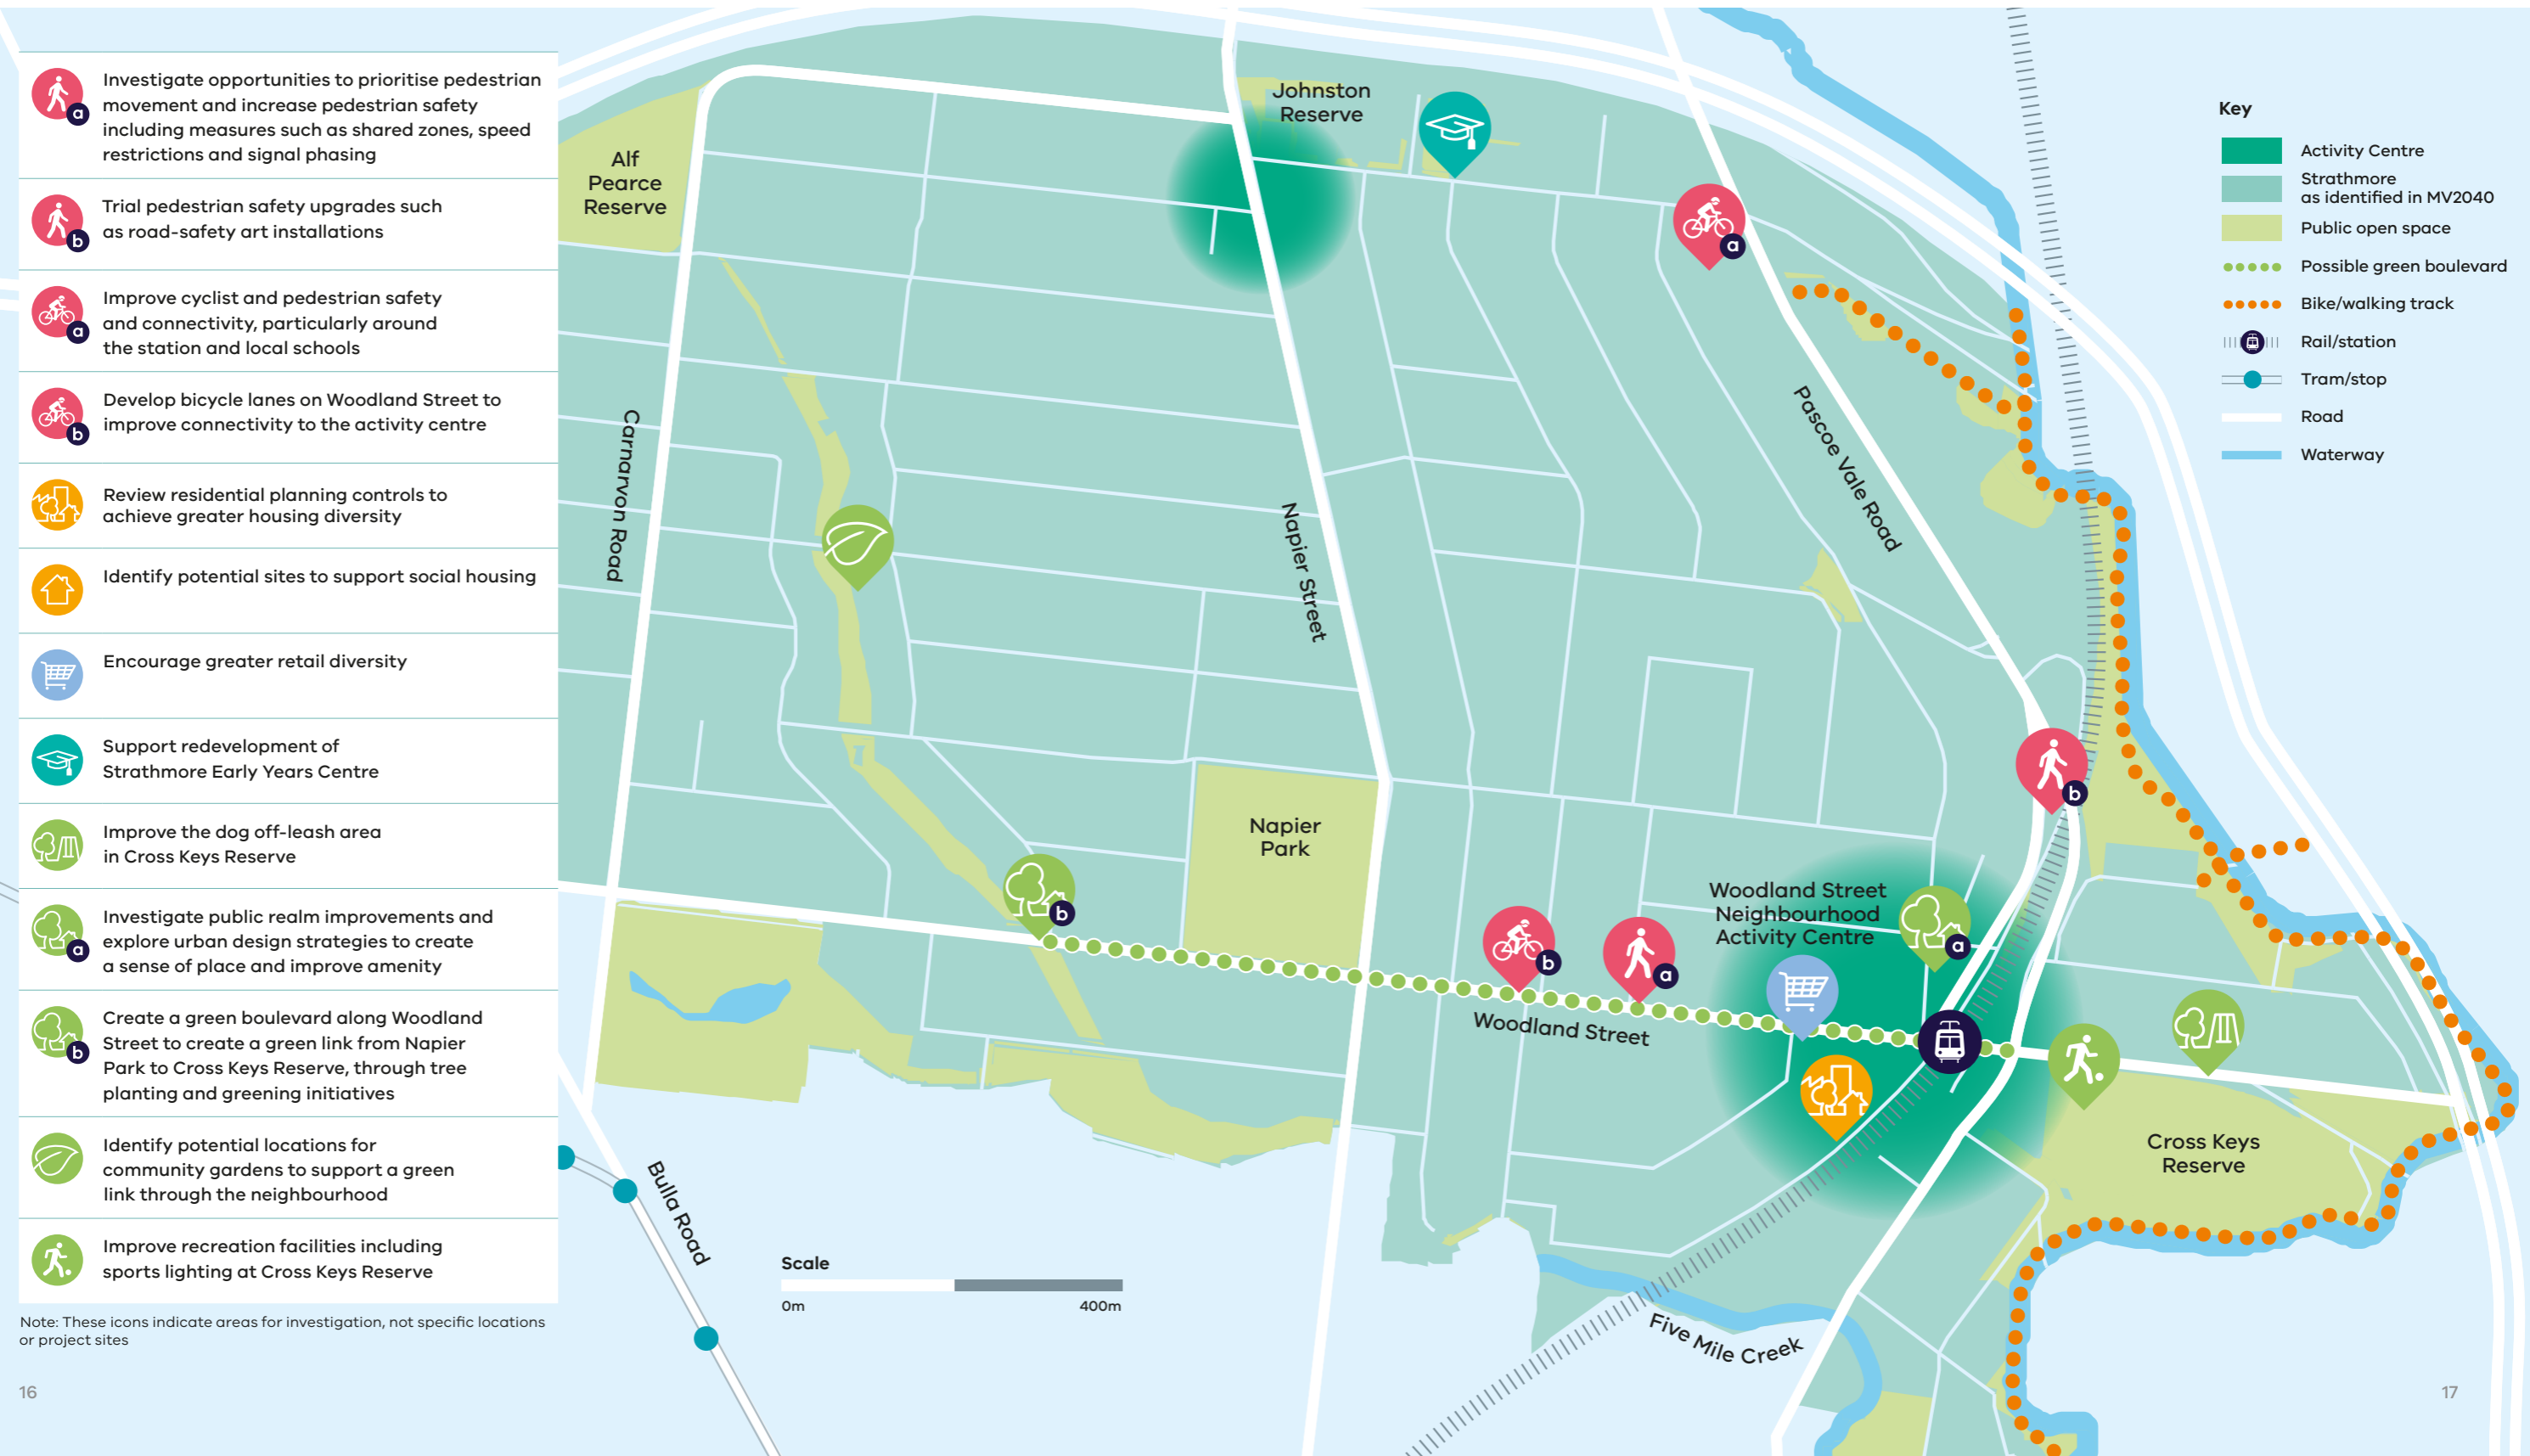 a
Investigate opportunities to prioritise pedestrian
movement and increase pedestrian safety
including measures such as shared zones, speed
restrictions and signal phasing
b
Trial pedestrian safety upgrades such
as road-safety art installations
a
Improve cyclist and pedestrian safety
and connectivity, particularly around
the station and local schools
b
Develop bicycle lanes on Woodland Street to
improve connectivity to the activity centre
Review residential planning controls to
achieve greater housing diversity
Identify potential sites to support social housing
Encourage greater retail diversity
Support redevelopment of
Strathmore Early Years Centre
Improve the dog off-leash area
in Cross Keys Reserve
a
Investigate public realm improvements and
explore urban design strategies to create
a sense of place and improve amenity
b
Create a green boulevard along Woodland
Street to create a green link from Napier
Park to Cross Keys Reserve, through tree
planting and greening initiatives
Identify potential locations for
community gardens to support a green
link through the neighbourhood
Improve recreation facilities including
sports lighting at Cross Keys Reserve
Note: These icons indicate areas for investigation, not specific locations
or project sites
16
Alf
Pearce
Reserve
Johnston
Reserve
a
Carnarvon Road
Napier Street
Pascoe Vale Road
b
Napier
Park
b
b
a
Woodland Street
Neighbourhood
Activity Centre
a
Woodland Street
Cross Keys
Reserve
Bulla Road
Scale
0m
400m
Five Mile Creek
Key
Activity Centre
Strathmore
as identified in MV2040
Public open space
Possible green boulevard
Bike/walking track
Rail/station
Tram/stop
Road
Waterway
17